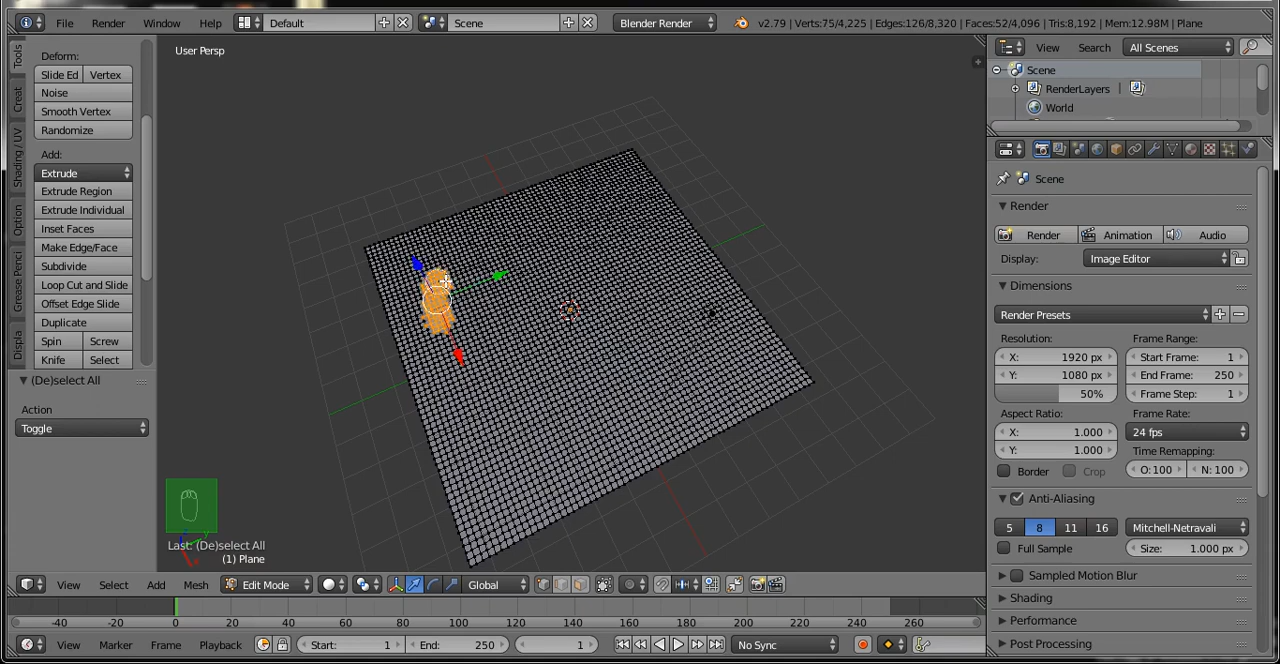 File Render Window Help Default Scene Blender Render v2.79 | Verts:75/4,225 | Edges:126/8,320 | Faces:52/4,096 | Tris:8,192 | Mem:12.98M | Plane
Tools
Creat
Shading / UV
Option
Grease Penci
Displa
Deform:
Slide Ed Vertex
Noise
Smooth Vertex
Randomize
Add:
Extrude
Extrude Region
Extrude Individual
Inset Faces
Make Edge/Face
Subdivide
Loop Cut and Slide
Offset Edge Slide
Duplicate
Spin Screw
Knife Select
(De)select All
Action
Toggle
User Persp
Last: (De)select All
(1) Plane
View Select Add Mesh Edit Mode Global
-40 -20 0 20 40 60 80 100 120 140 160 180 200 220 240 260
View Marker Frame Playback Start: 1 End: 250 1 No Sync
View Search All Scenes
Scene
RenderLayers |
World
Scene
Render
Render Animation Audio
Display: Image Editor
Dimensions
Render Presets
Resolution: Frame Range:
X: 1920 px Start Frame: 1
Y: 1080 px End Frame: 250
50% Frame Step: 1
Aspect Ratio: Frame Rate:
X: 1.000 24 fps
Y: 1.000 Time Remapping:
Border Crop O:100 N: 100
Anti-Aliasing
5 8 11 16 Mitchell-Netravali
Full Sample Size: 1.000 px
Sampled Motion Blur
Shading
Performance
Post Processing